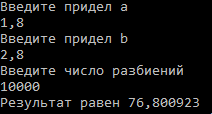 Введите придел a
1,8
Введите придел b
2,8
Введите число разбиений
10000
Результат равен 76,800923